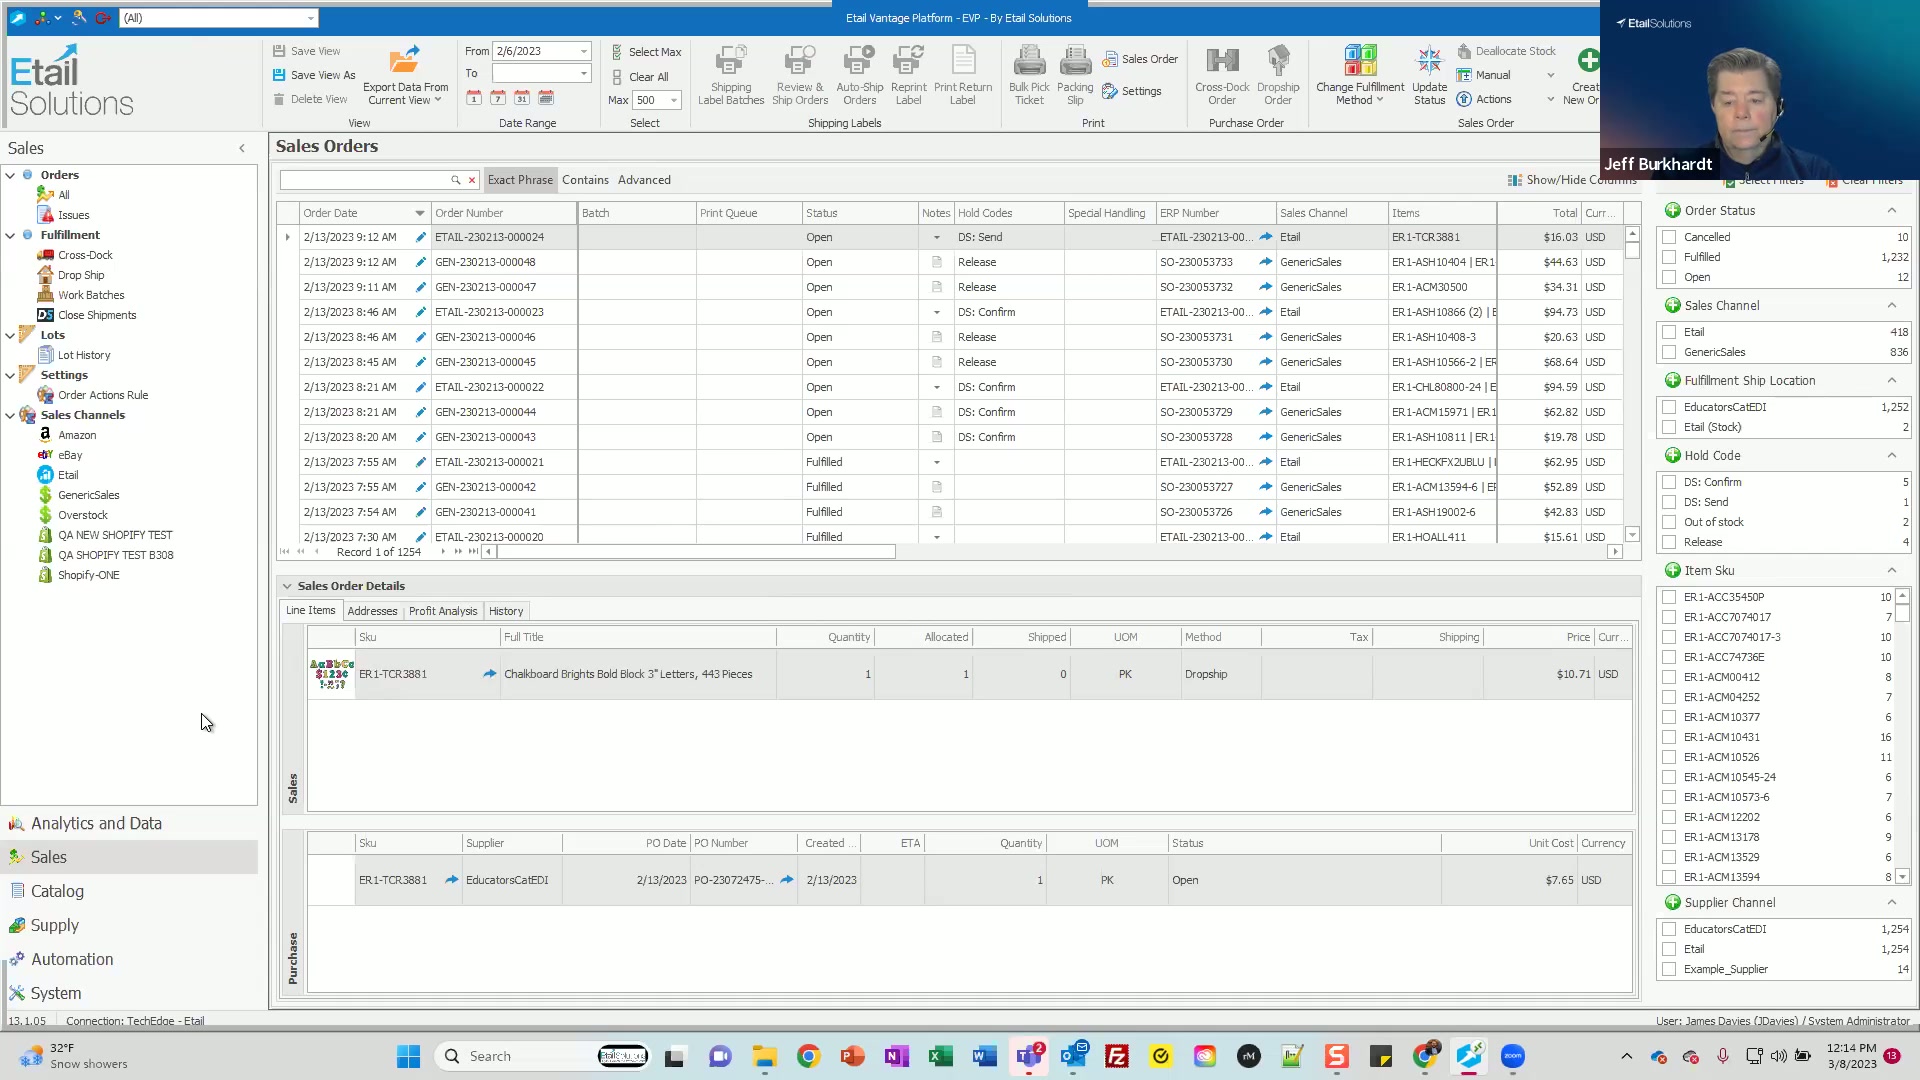 (All)
Etail Vantage Platform - EVP - By Etail Solutions
EtailSolutions
Jeff Burkhardt
Etail
Solutions
Save View
Save View As
Delete View
Export Data From
Current View
View
From 2/6/2023
To
1 7 31
Date Range
Select Max
Clear All
Max 500
Select
Shipping
Label Batches
Review &
Ship Orders
Auto-Ship
Orders
Reprint
Label
Print Return
Label
Shipping Labels
Bulk Pick
Ticket
Packing
Slip
Sales Order
Settings
Print
Cross-Dock
Order
Dropship
Order
Purchase Order
Change Fulfillment
Method
Update
Status
Deallocate Stock
Manual
Actions
Sales Order
Sales
Orders
All
Issues
Fulfillment
Cross-Dock
Drop Ship
Work Batches
Close Shipments
Lots
Lot History
Settings
Order Actions Rule
Sales Channels
Amazon
eBay
Etail
GenericSales
Overstock
QA NEW SHOPIFY TEST
QA SHOPIFY TEST B308
Shopify-ONE
Analytics and Data
Sales
Catalog
Supply
Automation
System
Sales Orders
Exact Phrase Contains Advanced
Show/Hide Columns
Order Date Order Number Batch Print Queue Status Notes Hold Codes Special Handling ERP Number Sales Channel Items Total Curr...
2/13/2023 9:12 AM ETAIL-230213-000024 Open DS: Send ETAIL-230213-00... Etail ER1-TCR3881 $16.03 USD
2/13/2023 9:12 AM GEN-230213-000048 Open Release SO-230053733 GenericSales ER1-ASH10404 | ER1- $44.63 USD
2/13/2023 9:11 AM GEN-230213-000047 Open Release SO-230053732 GenericSales ER1-ACM30500 $34.31 USD
2/13/2023 8:46 AM ETAIL-230213-000023 Open DS: Confirm ETAIL-230213-00... Etail ER1-ASH10866 (2) | E $94.73 USD
2/13/2023 8:46 AM GEN-230213-000046 Open Release SO-230053731 GenericSales ER1-ASH10408-3 $20.63 USD
2/13/2023 8:45 AM GEN-230213-000045 Open Release SO-230053730 GenericSales ER1-ASH10566-2 | ER $68.64 USD
2/13/2023 8:21 AM ETAIL-230213-000022 Open DS: Confirm ETAIL-230213-00... Etail ER1-CHL80800-24 | E $94.59 USD
2/13/2023 8:21 AM GEN-230213-000044 Open DS: Confirm SO-230053729 GenericSales ER1-ACM15971 | ER1 $62.82 USD
2/13/2023 8:20 AM GEN-230213-000043 Open DS: Confirm SO-230053728 GenericSales ER1-ASH10811 | ER1- $19.78 USD
2/13/2023 7:55 AM ETAIL-230213-000021 Fulfilled ETAIL-230213-00... Etail ER1-HECKFX2UBLU | $62.95 USD
2/13/2023 7:55 AM GEN-230213-000042 Fulfilled SO-230053727 GenericSales ER1-ACM13594-6 | EF $52.89 USD
2/13/2023 7:54 AM GEN-230213-000041 Fulfilled SO-230053726 GenericSales ER1-ASH19002-6 $42.83 USD
2/13/2023 7:30 AM ETAIL-230213-000020 Fulfilled ETAIL-230213-00... Etail ER1-HOALL411 $15.61 USD
Record 1 of 1254
Sales Order Details
Line Items Addresses Profit Analysis History
Sku Full Title Quantity Allocated Shipped UOM Method Tax Shipping Price Curr...
ER1-TCR3881 Chalkboard Brights Bold Block 3" Letters, 443 Pieces 1 1 0 PK Dropship $10.71 USD
Sales
Sku Supplier PO Date PO Number Created ... ETA Quantity UOM Status Unit Cost Currency
ER1-TCR3881 EducatorsCatEDI 2/13/2023 PO-23072475-... 2/13/2023 1 PK Open $7.65 USD
Purchase
Order Status
Cancelled 10
Fulfilled 1,232
Open 12
Sales Channel
Etail 418
GenericSales 836
Fulfillment Ship Location
EducatorsCatEDI 1,252
Etail (Stock) 2
Hold Code
DS: Confirm 5
DS: Send 1
Out of stock 2
Release 4
Item Sku
ER1-ACC35450P 10
ER1-ACC7074017 7
ER1-ACC7074017-3 10
ER1-ACC74736E 10
ER1-ACM00412 8
ER1-ACM04252 7
ER1-ACM10377 6
ER1-ACM10431 16
ER1-ACM10526 11
ER1-ACM10545-24 6
ER1-ACM10573-6 7
ER1-ACM12202 6
ER1-ACM13178 9
ER1-ACM13529 6
ER1-ACM13594 8
Supplier Channel
EducatorsCatEDI 1,254
Etail 1,254
Example_Supplier 14
13.1.05 Connection: TechEdge - Etail
User: James Davies (JDavies) / System Administrator
32°F
Snow showers
Search
EtailSolutions
2
rM
zoom
12:14 PM
3/8/2023
13